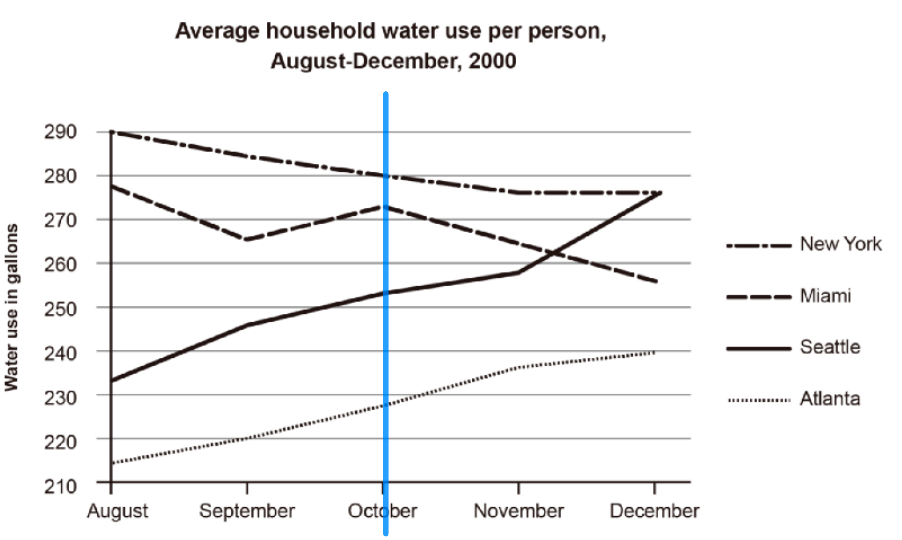 Average household water use per person,
August-December, 2000
Water use in gallons
290
280
270
260
250
240
230
220
210
August September October November December
New York
Miami
Seattle
Atlanta